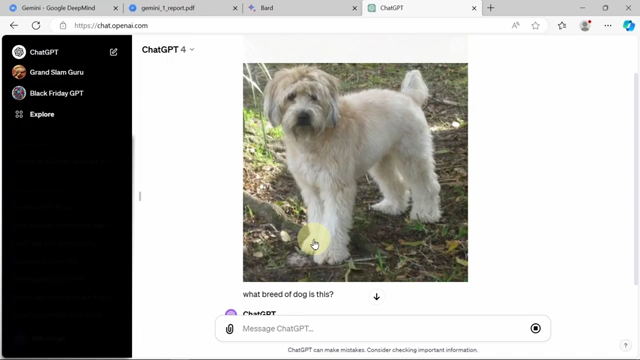 Gemini - Google DeepMind
gemini_1_report.pdf
Bard
ChatGPT
https://chat.openai.com
ChatGPT
ChatGPT 4
Grand Slam Guru
Black Friday GPT
Explore
what breed of dog is this?
ChatGPT
Message ChatGPT...
ChatGPT can make mistakes. Consider checking important information.
?